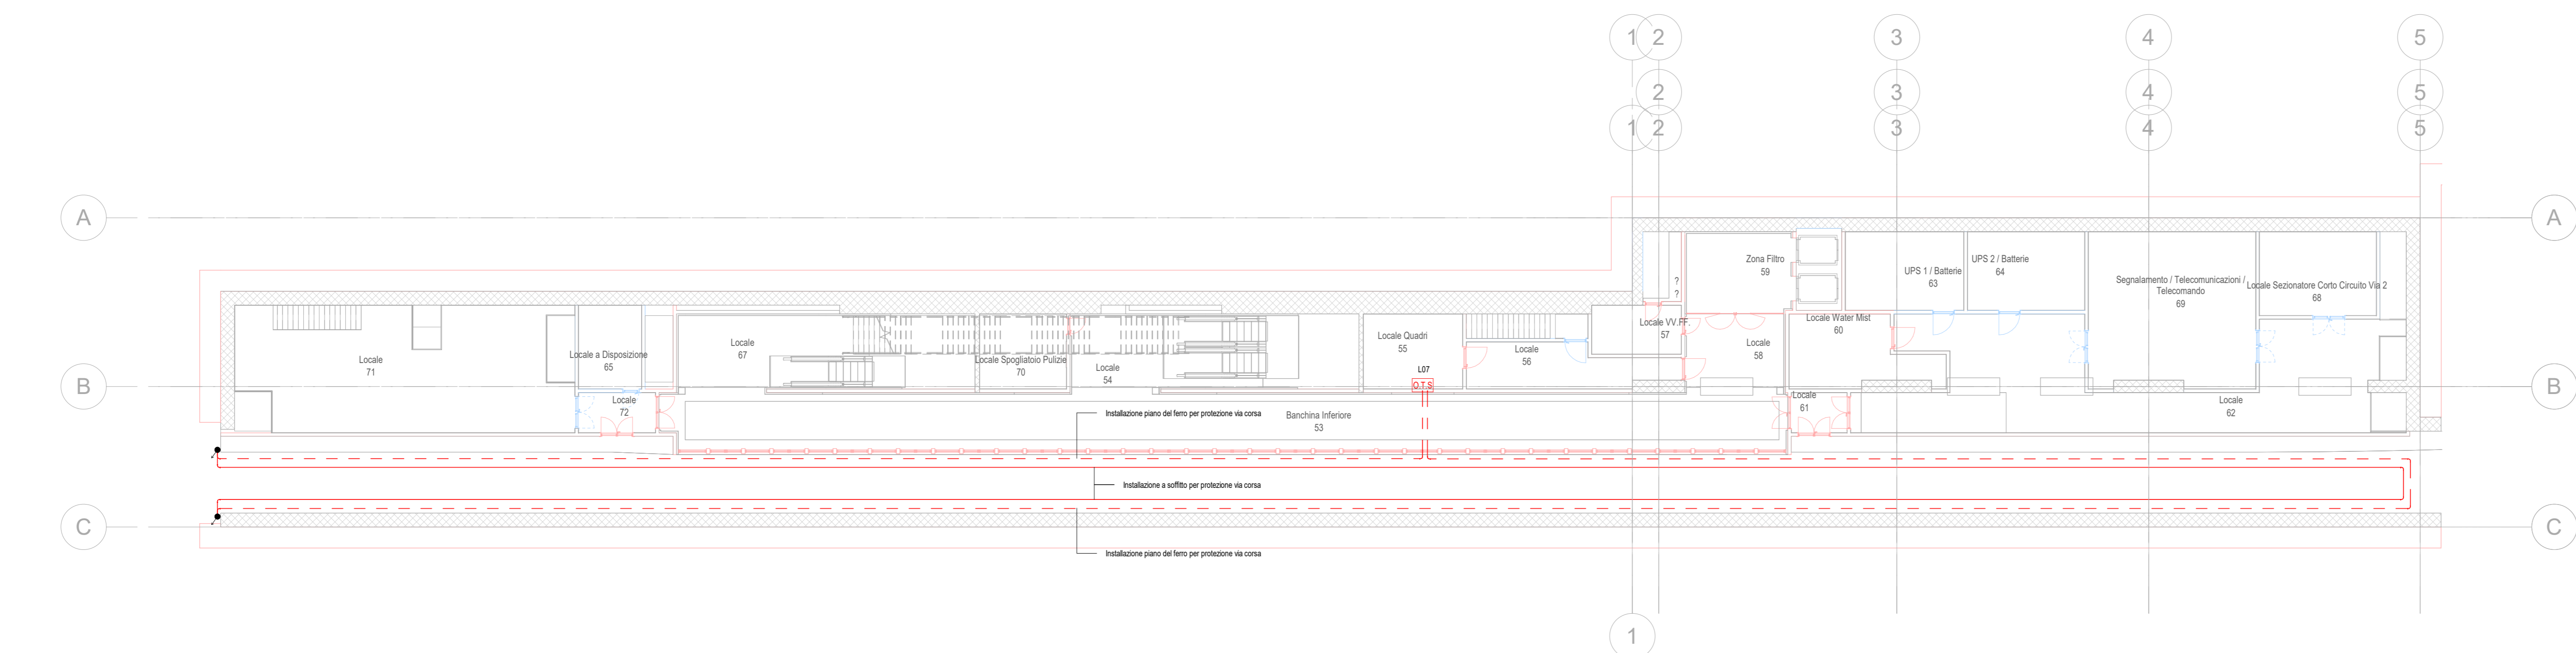 1 2 3 4 5
2 3 4 5
1 2 3 4 5
A A
Zona Filtro
59
UPS 1 / Batterie
63
UPS 2 / Batterie
64
Segnalamento / Telecomunicazioni /
Telecomando
69
Locale Sezionatore Corto Circuito Via 2
68
?
?
Locale VV.FF.
57
Locale Water Mist
60
Locale
58
Locale Quadri
55
Locale
56
Locale
67
Locale a Disposizione
65
Locale
71
Locale Spogliatoio Pulizie
70
Locale
54
L07
O.T.S
B B
Locale
72
Installazione piano del ferro per protezione via corsa
Banchina Inferiore
53
Locale
61
Locale
62
Installazione a soffitto per protezione via corsa
C C
Installazione piano del ferro per protezione via corsa
1